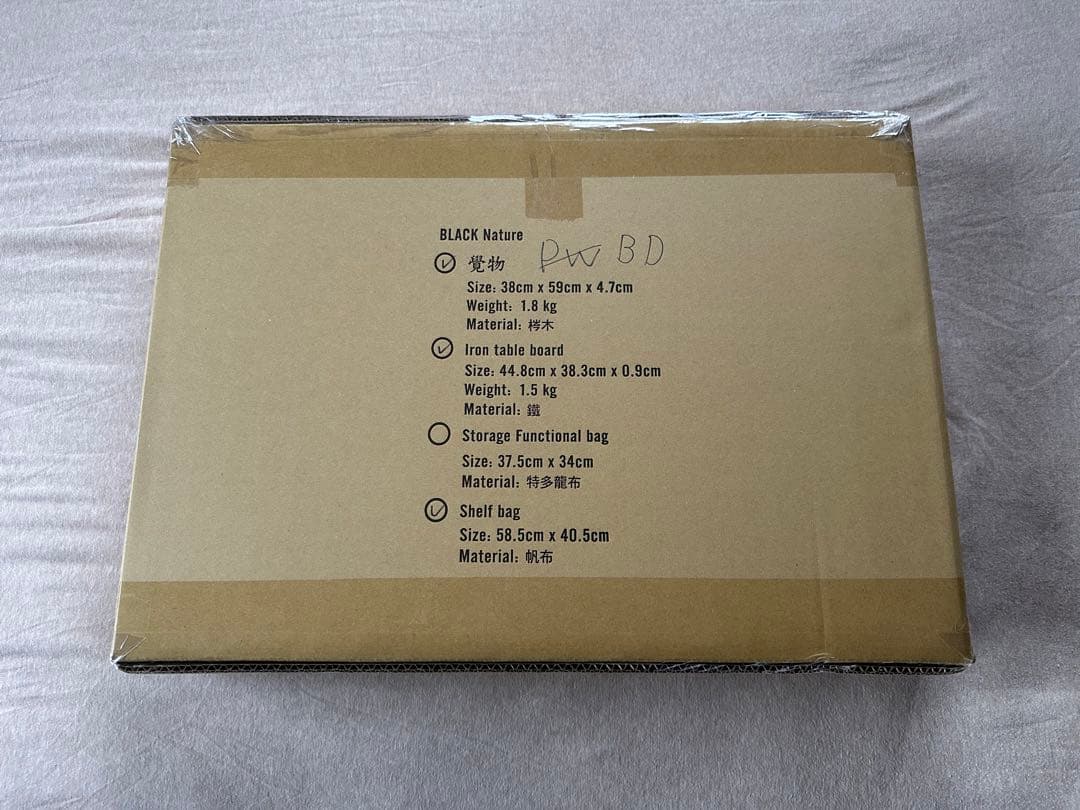 BLACK Nature
覺物 PW BD
Size: 38cm x 59cm x 4.7cm
Weight: 1.8 kg
Material: 梣木
Iron table board
Size: 44.8cm x 38.3cm x 0.9cm
Weight: 1.5 kg
Material: 鐵
Storage Functional bag
Size: 37.5cm x 34cm
Material: 特多龍布
Shelf bag
Size: 58.5cm x 40.5cm
Material: 帆布